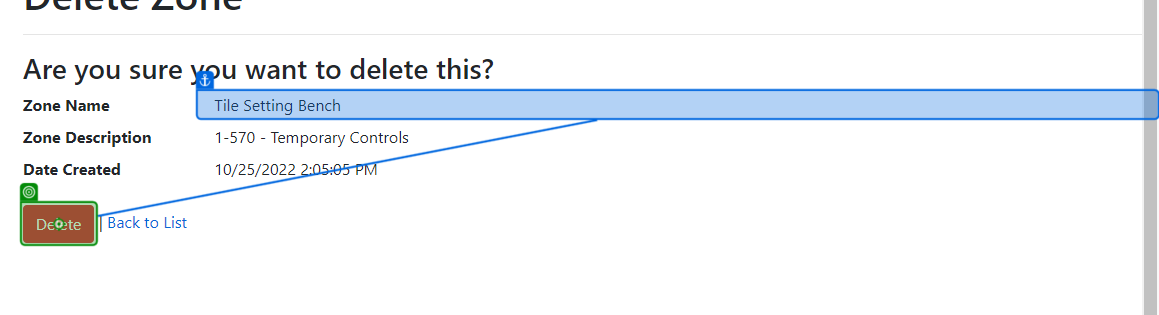 Delete Zone
Are you sure you want to delete this?
Zone Name Tile Setting Bench
Zone Description 1-570 - Temporary Controls
Date Created 10/25/2022 2:05:05 PM
Delete | Back to List